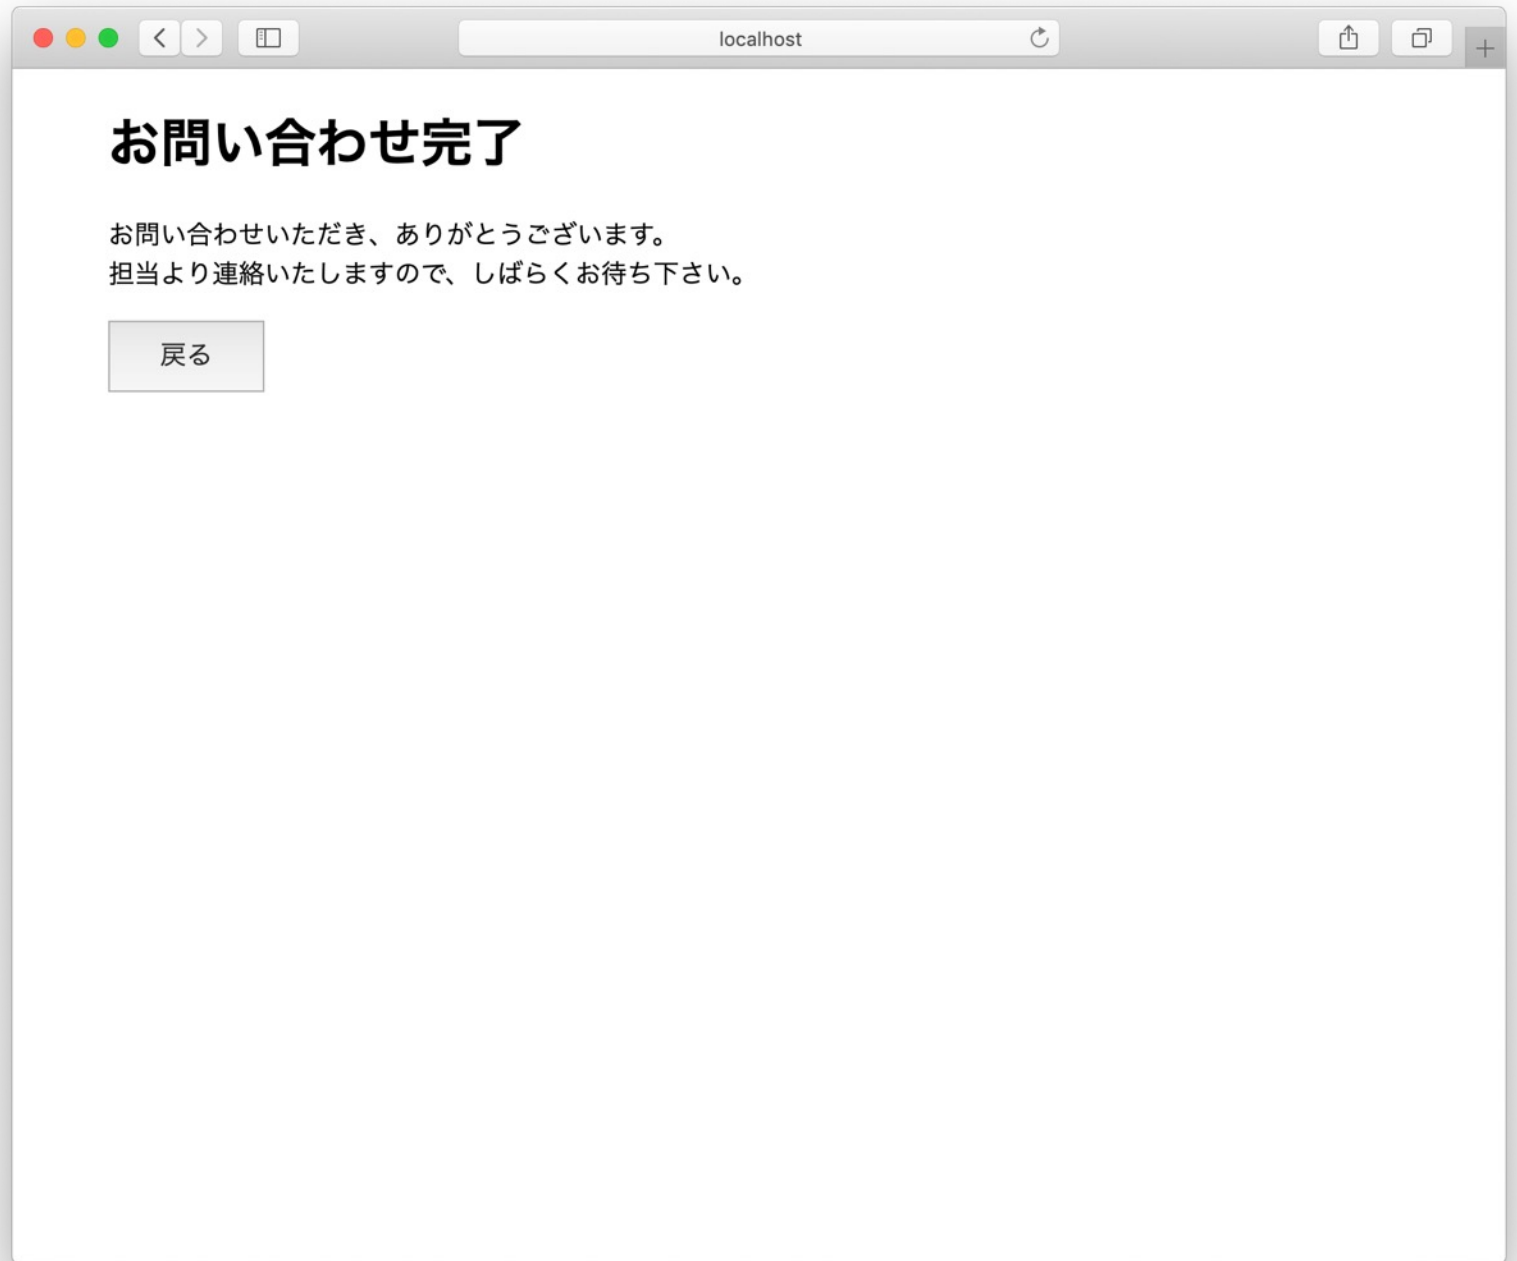 localhost
お問い合わせ完了
お問い合わせいただき、ありがとうございます。
担当より連絡いたしますので、しばらくお待ち下さい。
戻る